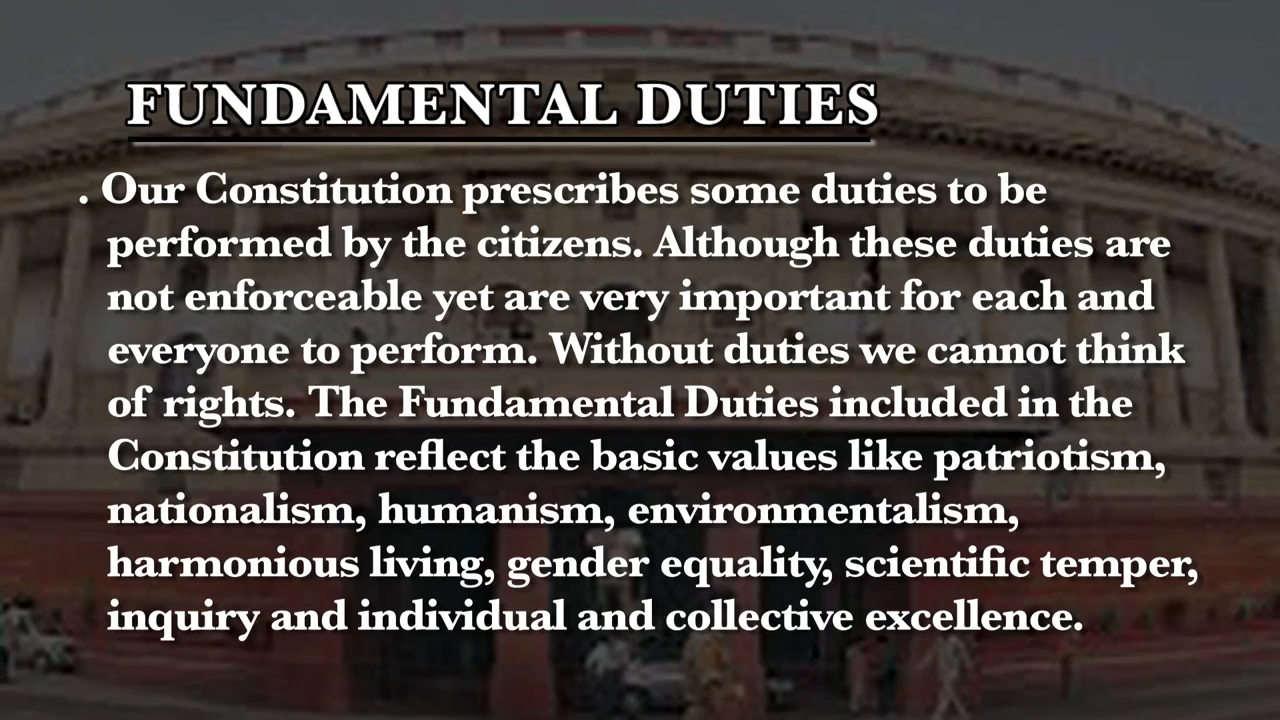 FUNDAMENTAL DUTIES
. Our Constitution prescribes some duties to be
performed by the citizens. Although these duties are
not enforceable yet are very important for each and
everyone to perform. Without duties we cannot think
of rights. The Fundamental Duties included in the
Constitution reflect the basic values like patriotism,
nationalism, humanism, environmentalism,
harmonious living, gender equality, scientific temper,
inquiry and individual and collective excellence.